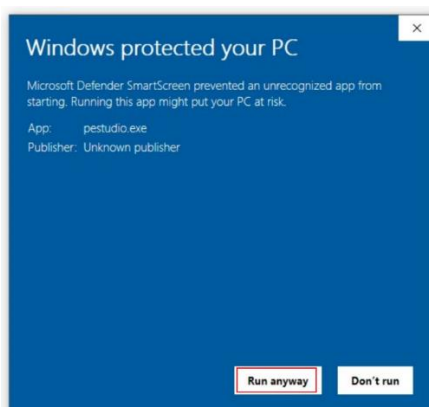 Windows protected your PC
Microsoft Defender SmartScreen prevented an unrecognized app from
starting. Running this app might put your PC at risk.
App: pestudio.exe
Publisher: Unknown publisher
Run anyway Don't run